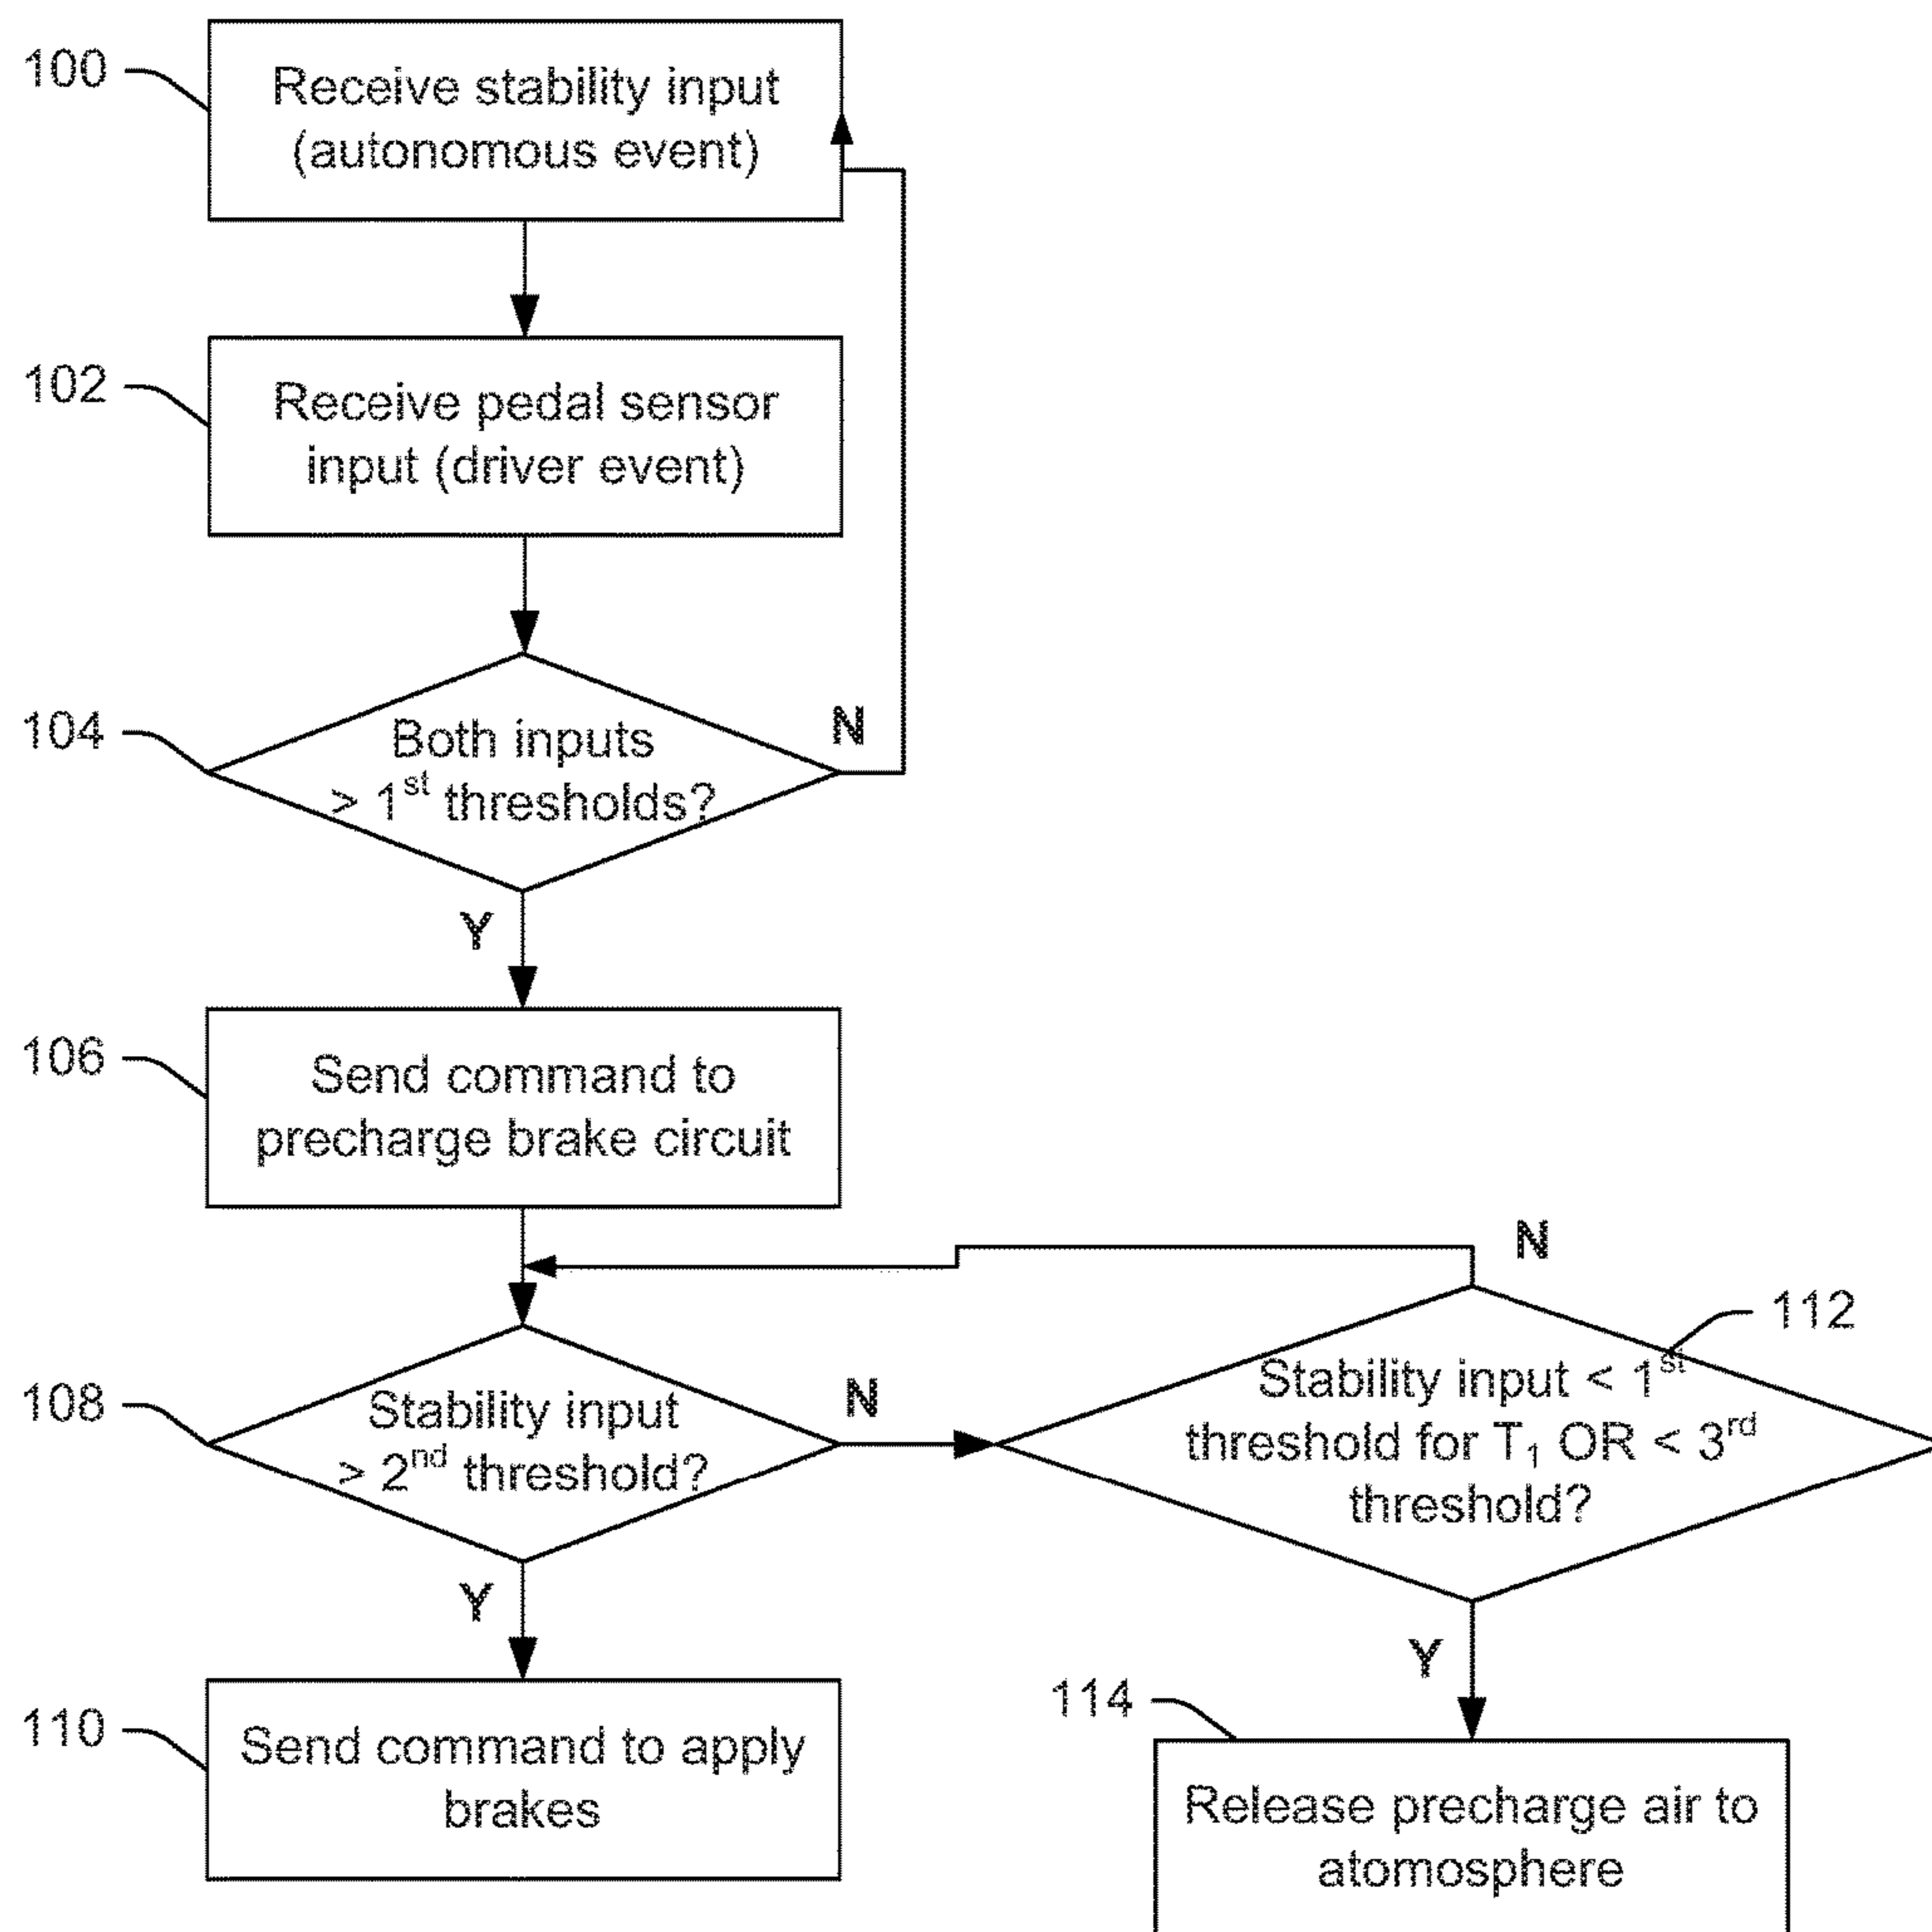 100
Receive stability input
(autonomous event)
102
Receive pedal sensor
input (driver event)
104
Both inputs
> 1st thresholds?
N
Y
106
Send command to
precharge brake circuit
N
112
108
Stability input
> 2nd threshold?
N
Stability input < 1st
threshold for T1 OR < 3rd
threshold?
Y
Y
110
Send command to apply
brakes
114
Release precharge air to
atomosphere